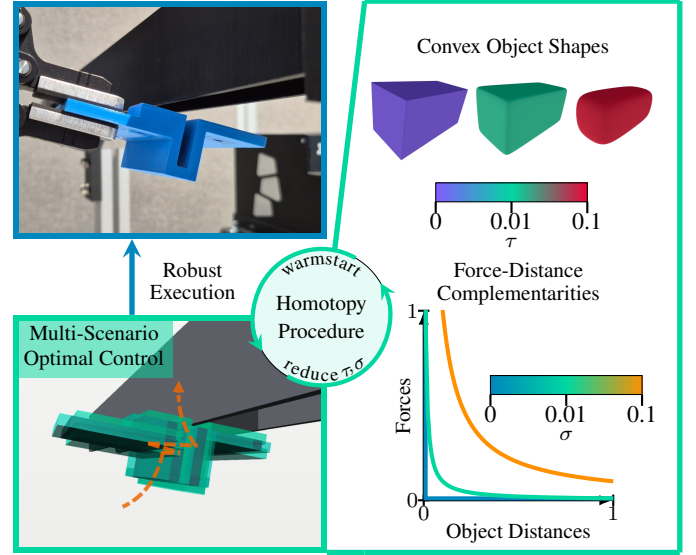 Convex Object Shapes
0
0.01
0.1
τ
Robust
Execution
warmstart
Homotopy
Procedure
reduce τ,σ
Multi-Scenario
Optimal Control
Force-Distance
Complementarities
1
Forces
0
0
0.01
0.1
σ
0
1
Object Distances